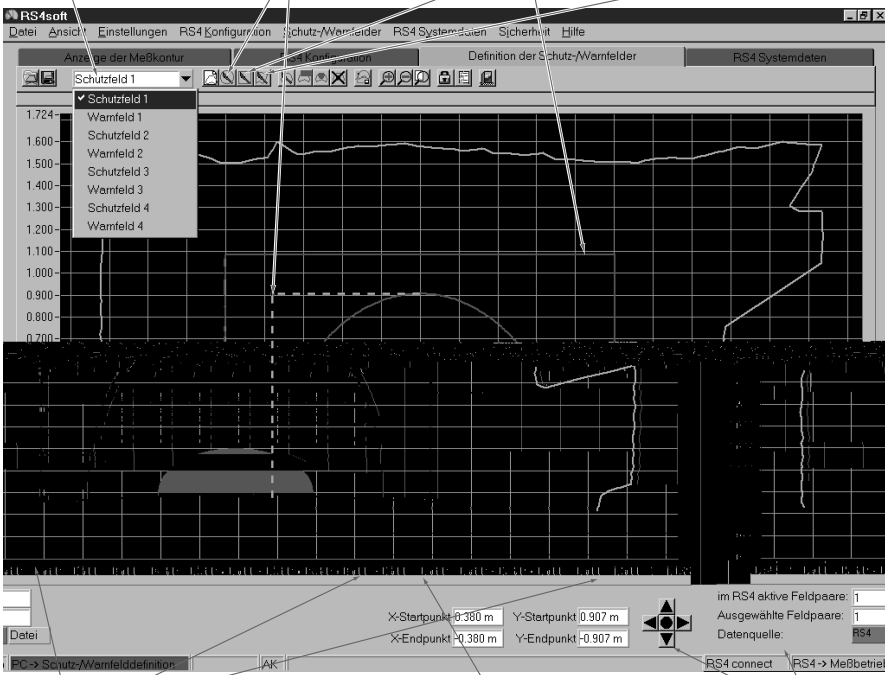 RS4soft
Datei Ansicht Einstellungen RS4 Konfiguration Schutz-/Warnfelder RS4 Systemdaten Sicherheit Hilfe
Anzeige der Meßkontur RS4 Konfiguration Definition der Schutz-/Warnfelder RS4 Systemdaten
Schutzfeld 1
Schutzfeld 1
Warnfeld 1
Schutzfeld 2
Warnfeld 2
Schutzfeld 3
Warnfeld 3
Schutzfeld 4
Warnfeld 4
1.724
1.600
1.500
1.400
1.300
1.200
1.100
1.000
0.900
0.800
0.700
im RS4 aktive Feldpaare: 1
X-Startpunkt 0.380 m Y-Startpunkt 0.907 m Ausgewählte Feldpaare: 1
Datei X-Endpunkt -0.380 m Y-Endpunkt -0.907 m Datenquelle: RS4
PC-> Schutz-/Warnfelddefinition AK RS4 connect RS4 -> Meßbetrieb